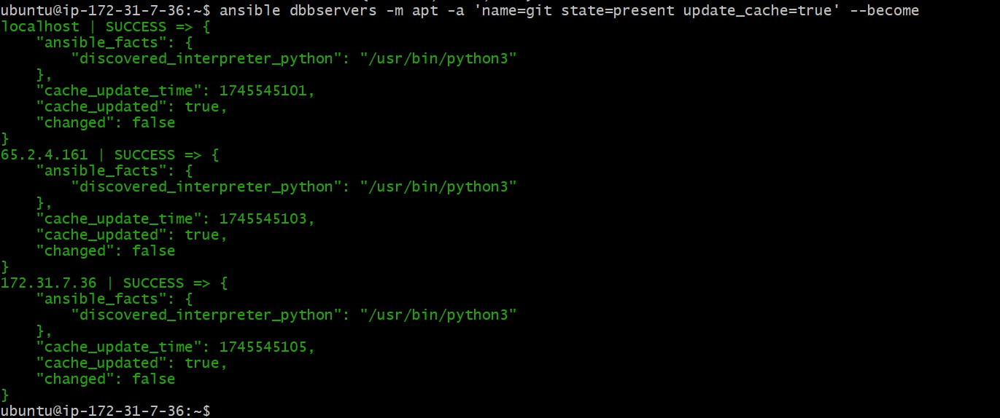 ubuntu@ip-172-31-7-36:~$ ansible dbbservers -m apt -a 'name=git state=present update_cache=true' --become
localhost | SUCCESS => {
    "ansible_facts": {
        "discovered_interpreter_python": "/usr/bin/python3"
    },
    "cache_update_time": 1745545101,
    "cache_updated": true,
    "changed": false
}
65.2.4.161 | SUCCESS => {
    "ansible_facts": {
        "discovered_interpreter_python": "/usr/bin/python3"
    },
    "cache_update_time": 1745545103,
    "cache_updated": true,
    "changed": false
}
172.31.7.36 | SUCCESS => {
    "ansible_facts": {
        "discovered_interpreter_python": "/usr/bin/python3"
    },
    "cache_update_time": 1745545105,
    "cache_updated": true,
    "changed": false
}
ubuntu@ip-172-31-7-36:~$